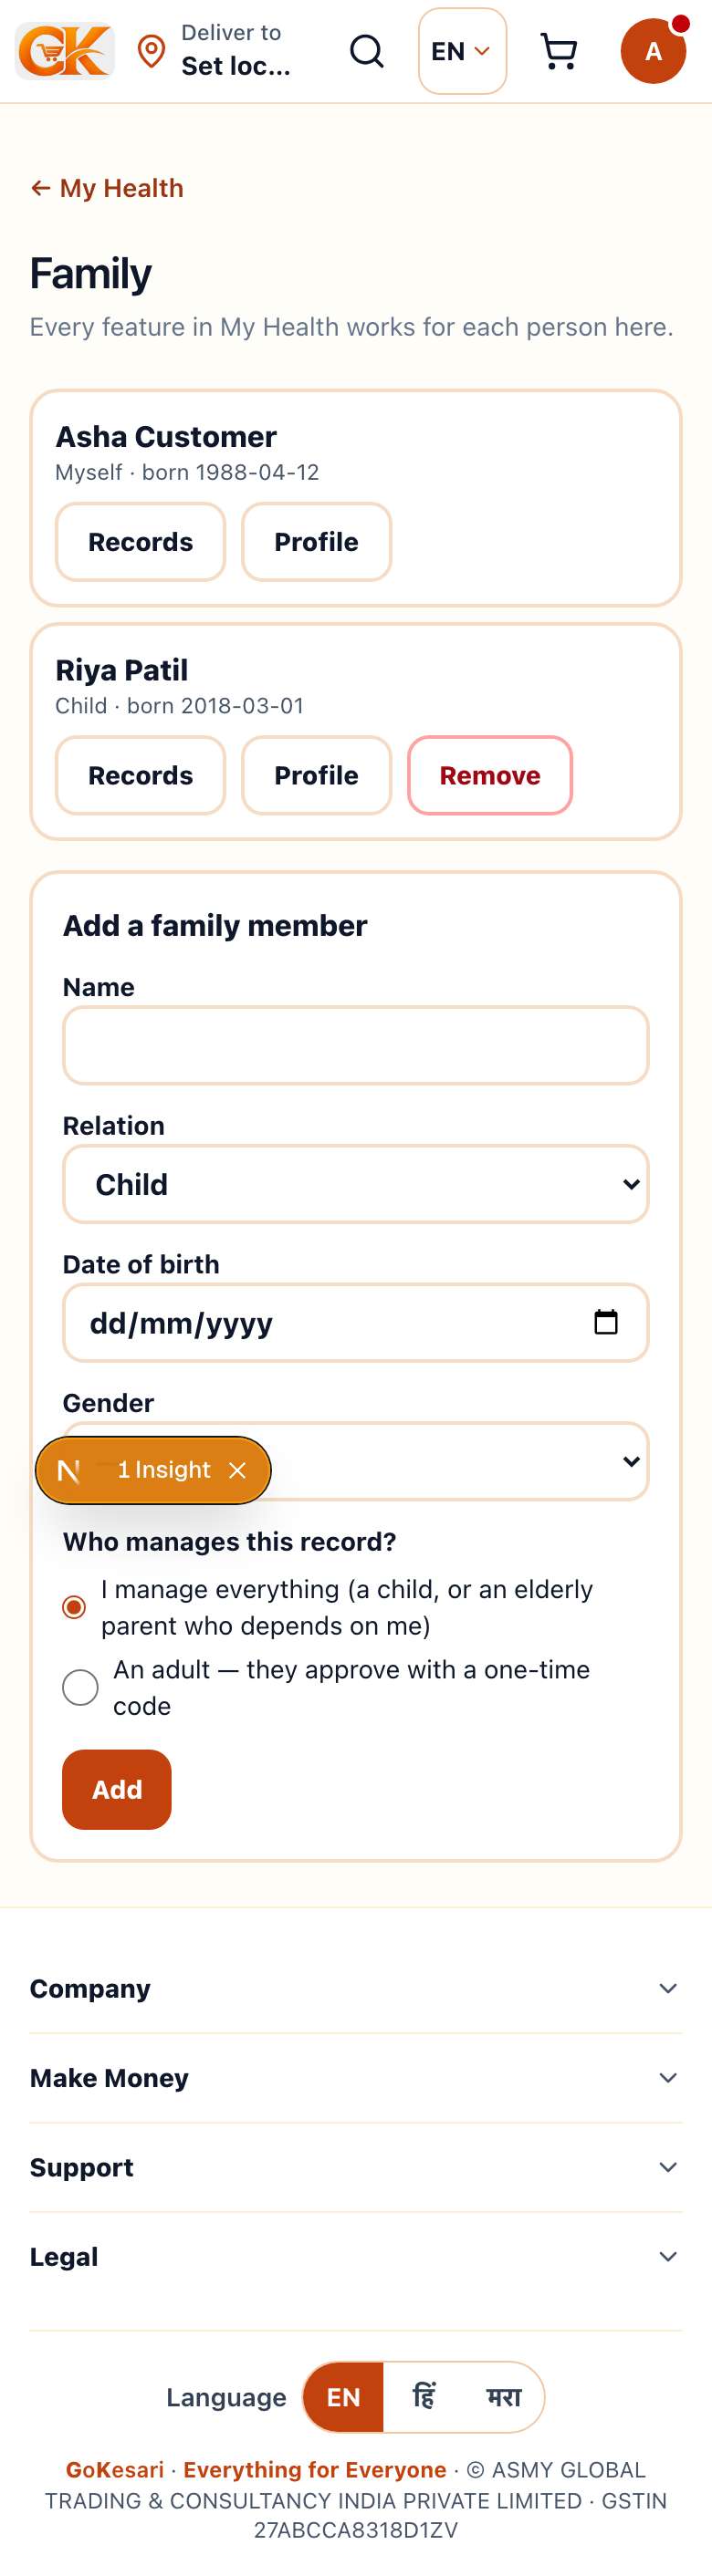 GK
Deliver to
Set loc...
EN
A
← My Health
Family
Every feature in My Health works for each person here.
Asha Customer
Myself · born 1988-04-12
Records
Profile
Riya Patil
Child · born 2018-03-01
Records
Profile
Remove
Add a family member
Name
Relation
Child
Date of birth
dd/mm/yyyy
Gender
N
1 Insight
Who manages this record?
I manage everything (a child, or an elderly
parent who depends on me)
An adult — they approve with a one-time
code
Add
Company
Make Money
Support
Legal
Language
EN
हिं
मरा
GoKesari · Everything for Everyone · © ASMY GLOBAL
TRADING & CONSULTANCY INDIA PRIVATE LIMITED · GSTIN
27ABCCA8318D1ZV